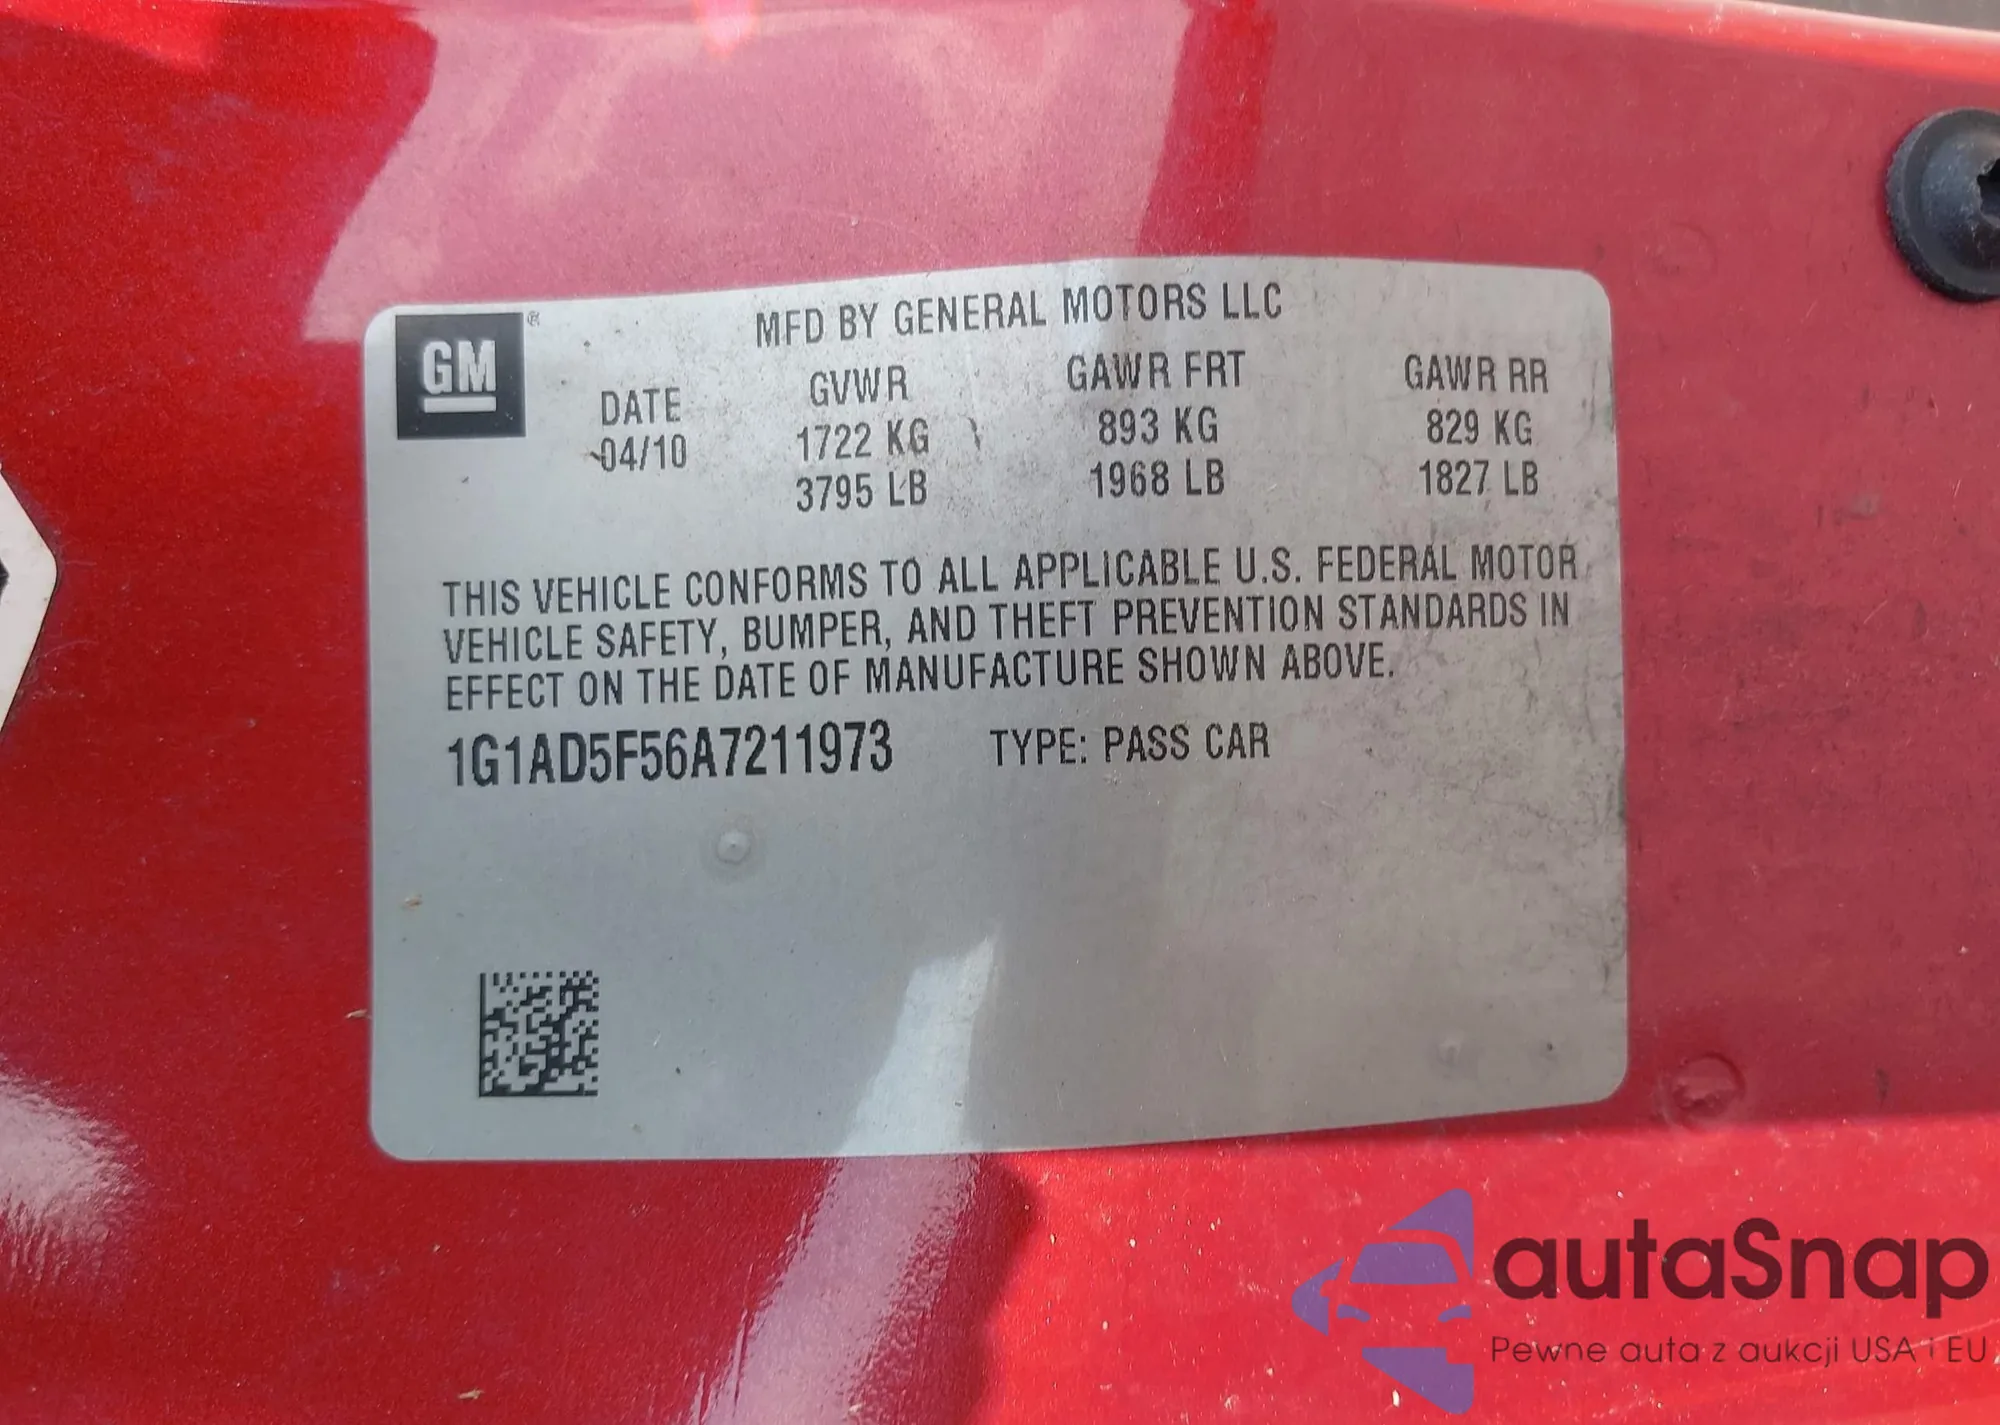 GM®
MFD BY GENERAL MOTORS LLC
DATE GVWR GAWR FRT GAWR RR
04/10 1722 KG 893 KG 829 KG
3795 LB 1968 LB 1827 LB
THIS VEHICLE CONFORMS TO ALL APPLICABLE U.S. FEDERAL MOTOR
VEHICLE SAFETY, BUMPER, AND THEFT PREVENTION STANDARDS IN
EFFECT ON THE DATE OF MANUFACTURE SHOWN ABOVE.
1G1AD5F56A7211973 TYPE: PASS CAR
autaSnap
Pewne auta z aukcji USA i EU